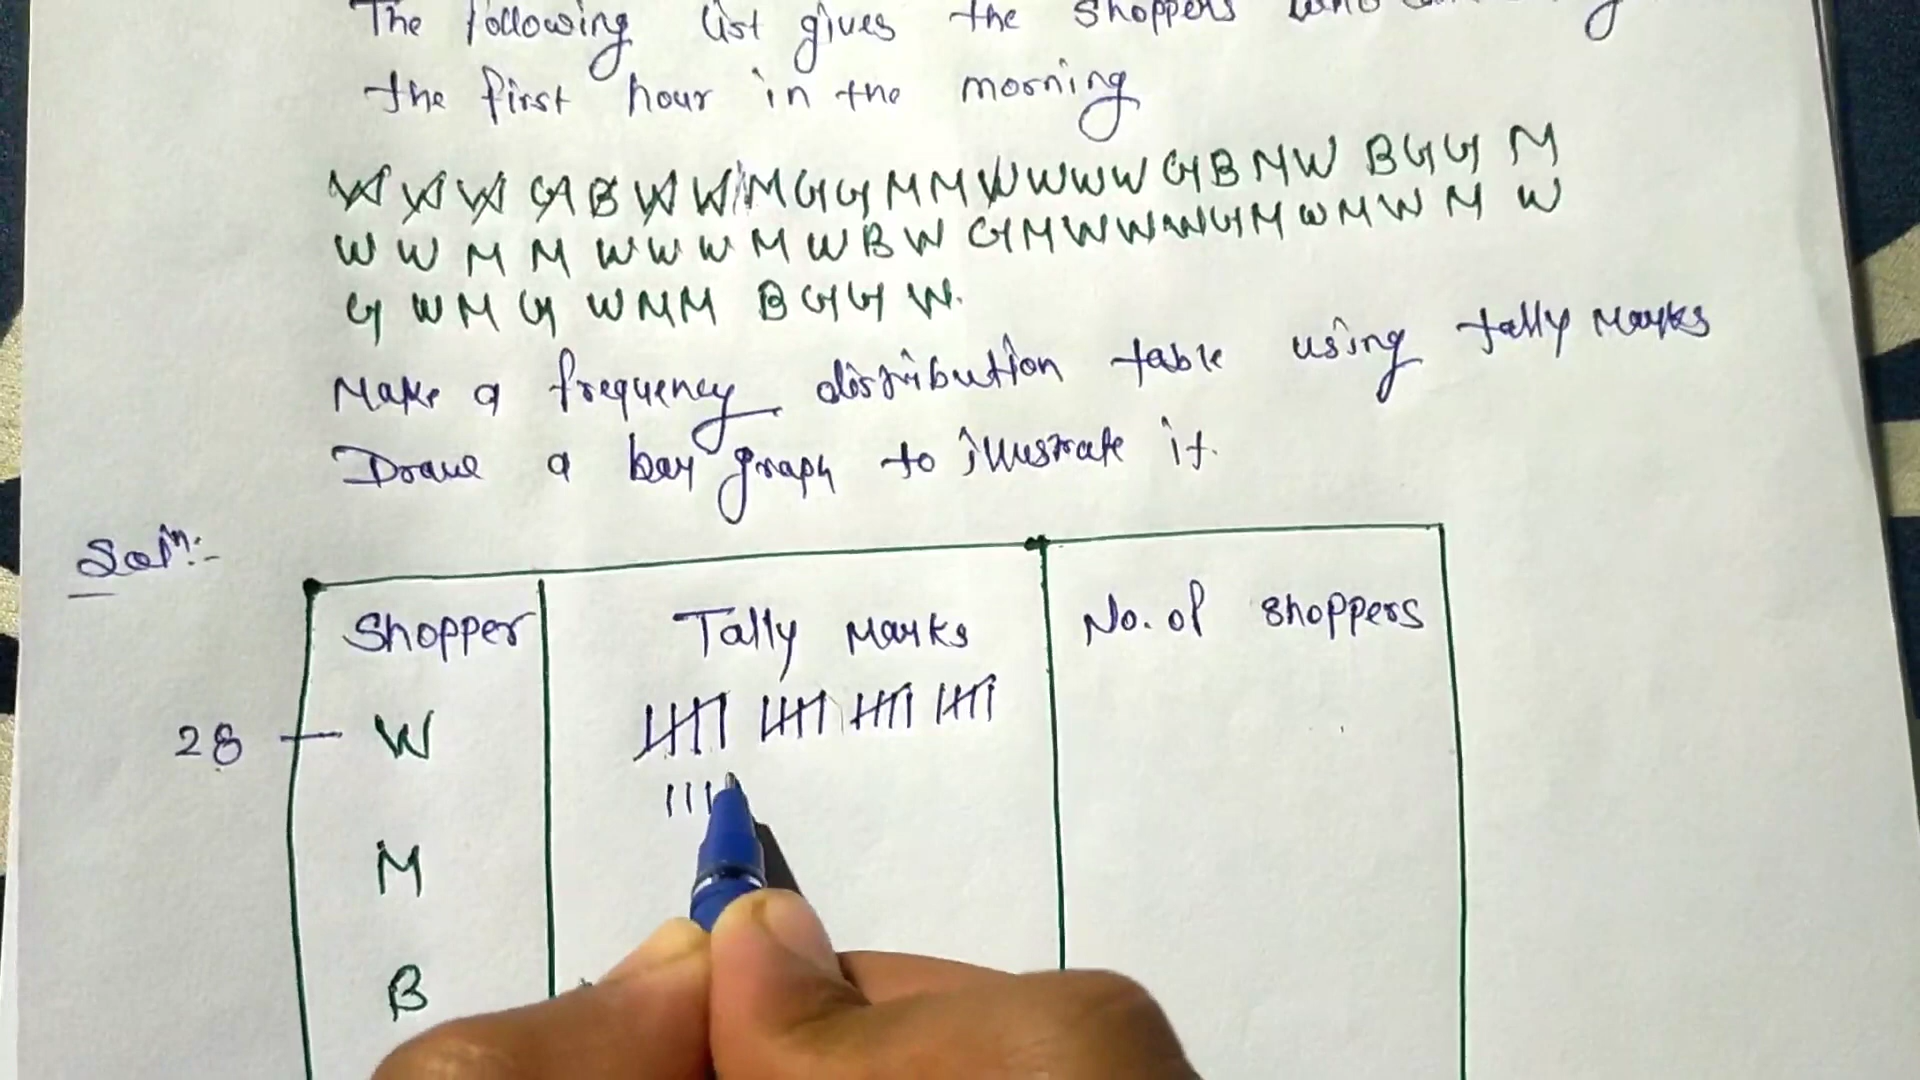 The following list gives the shoppers who
the first hour in the morning
W W W G B W W M G G M M W W W W G B M W B G G M
W W M M W W W M W B W G M W W W W G M W M W M W
G W M G W M M B G G W.
Make a frequency distribution table using tally Marks
Draw a bar graph to illustrate it.
Solⁿ:-
Shopper Tally Marks No. of shoppers
28 — W
M
B